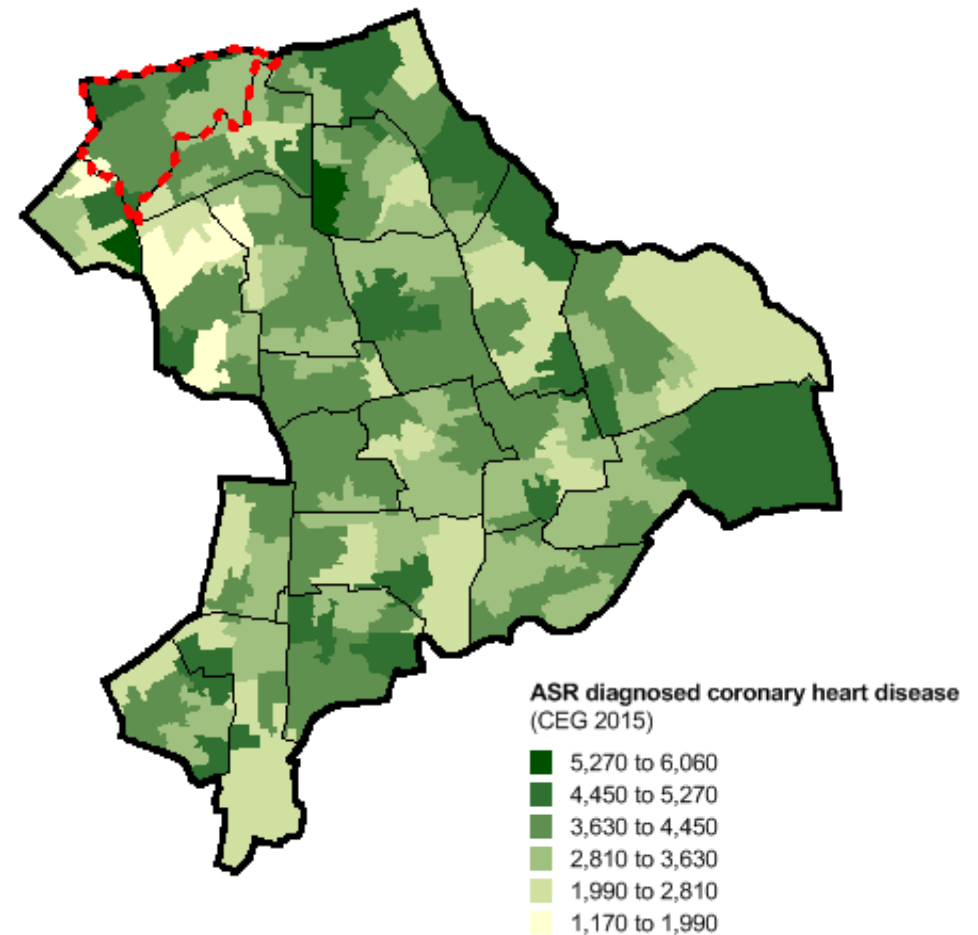 ASR diagnosed coronary heart disease
(CEG 2015)
5,270 to 6,060
4,450 to 5,270
3,630 to 4,450
2,810 to 3,630
1,990 to 2,810
1,170 to 1,990